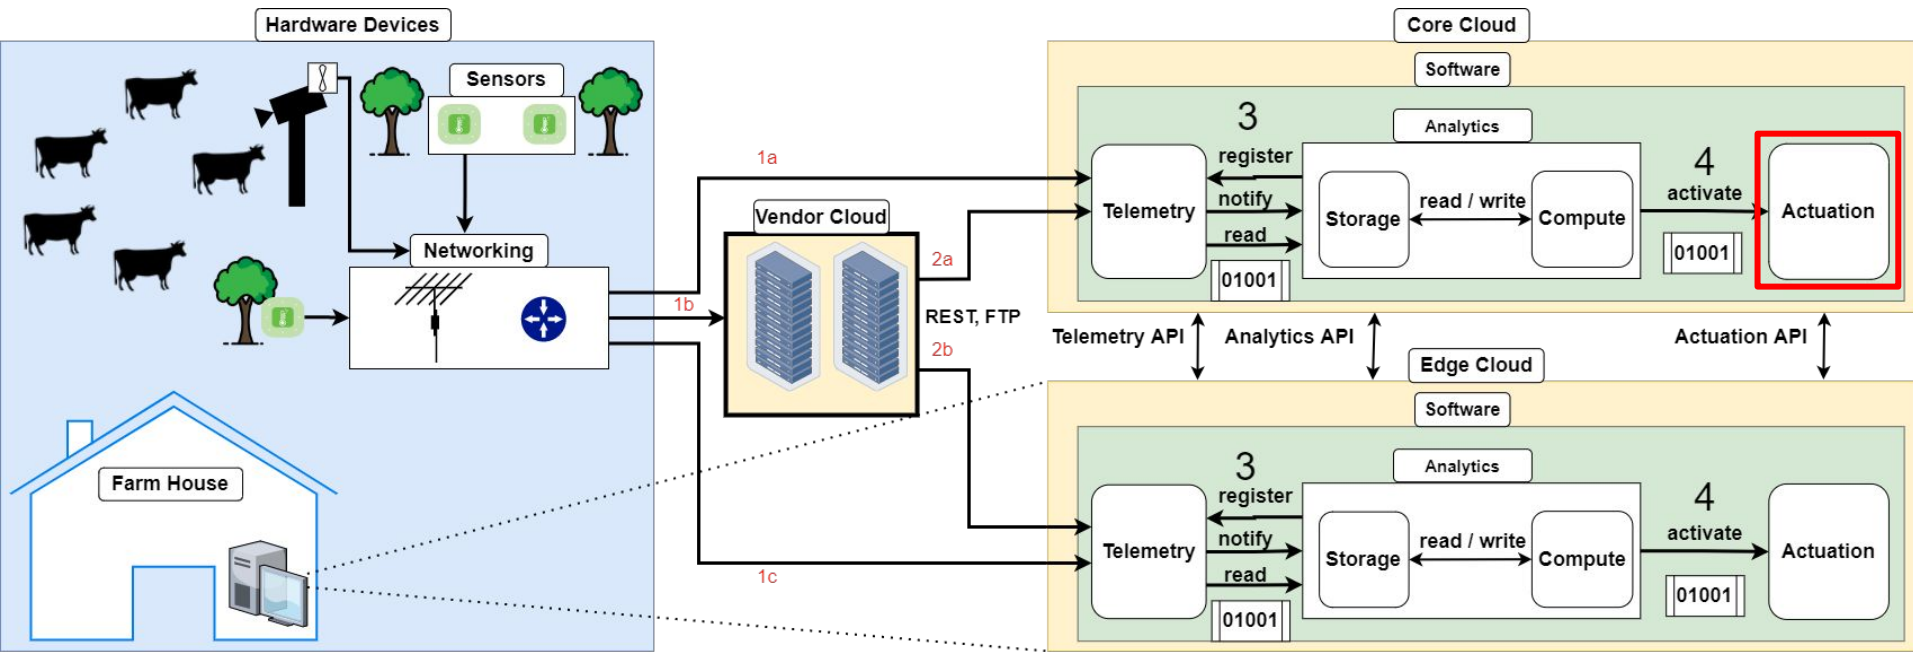 Hardware Devices
Sensors
Networking
Farm House
1a
1b
1c
Vendor Cloud
2a
REST, FTP
2b
Core Cloud
Software
Analytics
3
register
notify
read
01001
Telemetry
Storage
read / write
Compute
4
activate
01001
Actuation
Telemetry API
Analytics API
Actuation API
Edge Cloud
Software
Analytics
3
register
notify
read
01001
Telemetry
Storage
read / write
Compute
4
activate
01001
Actuation